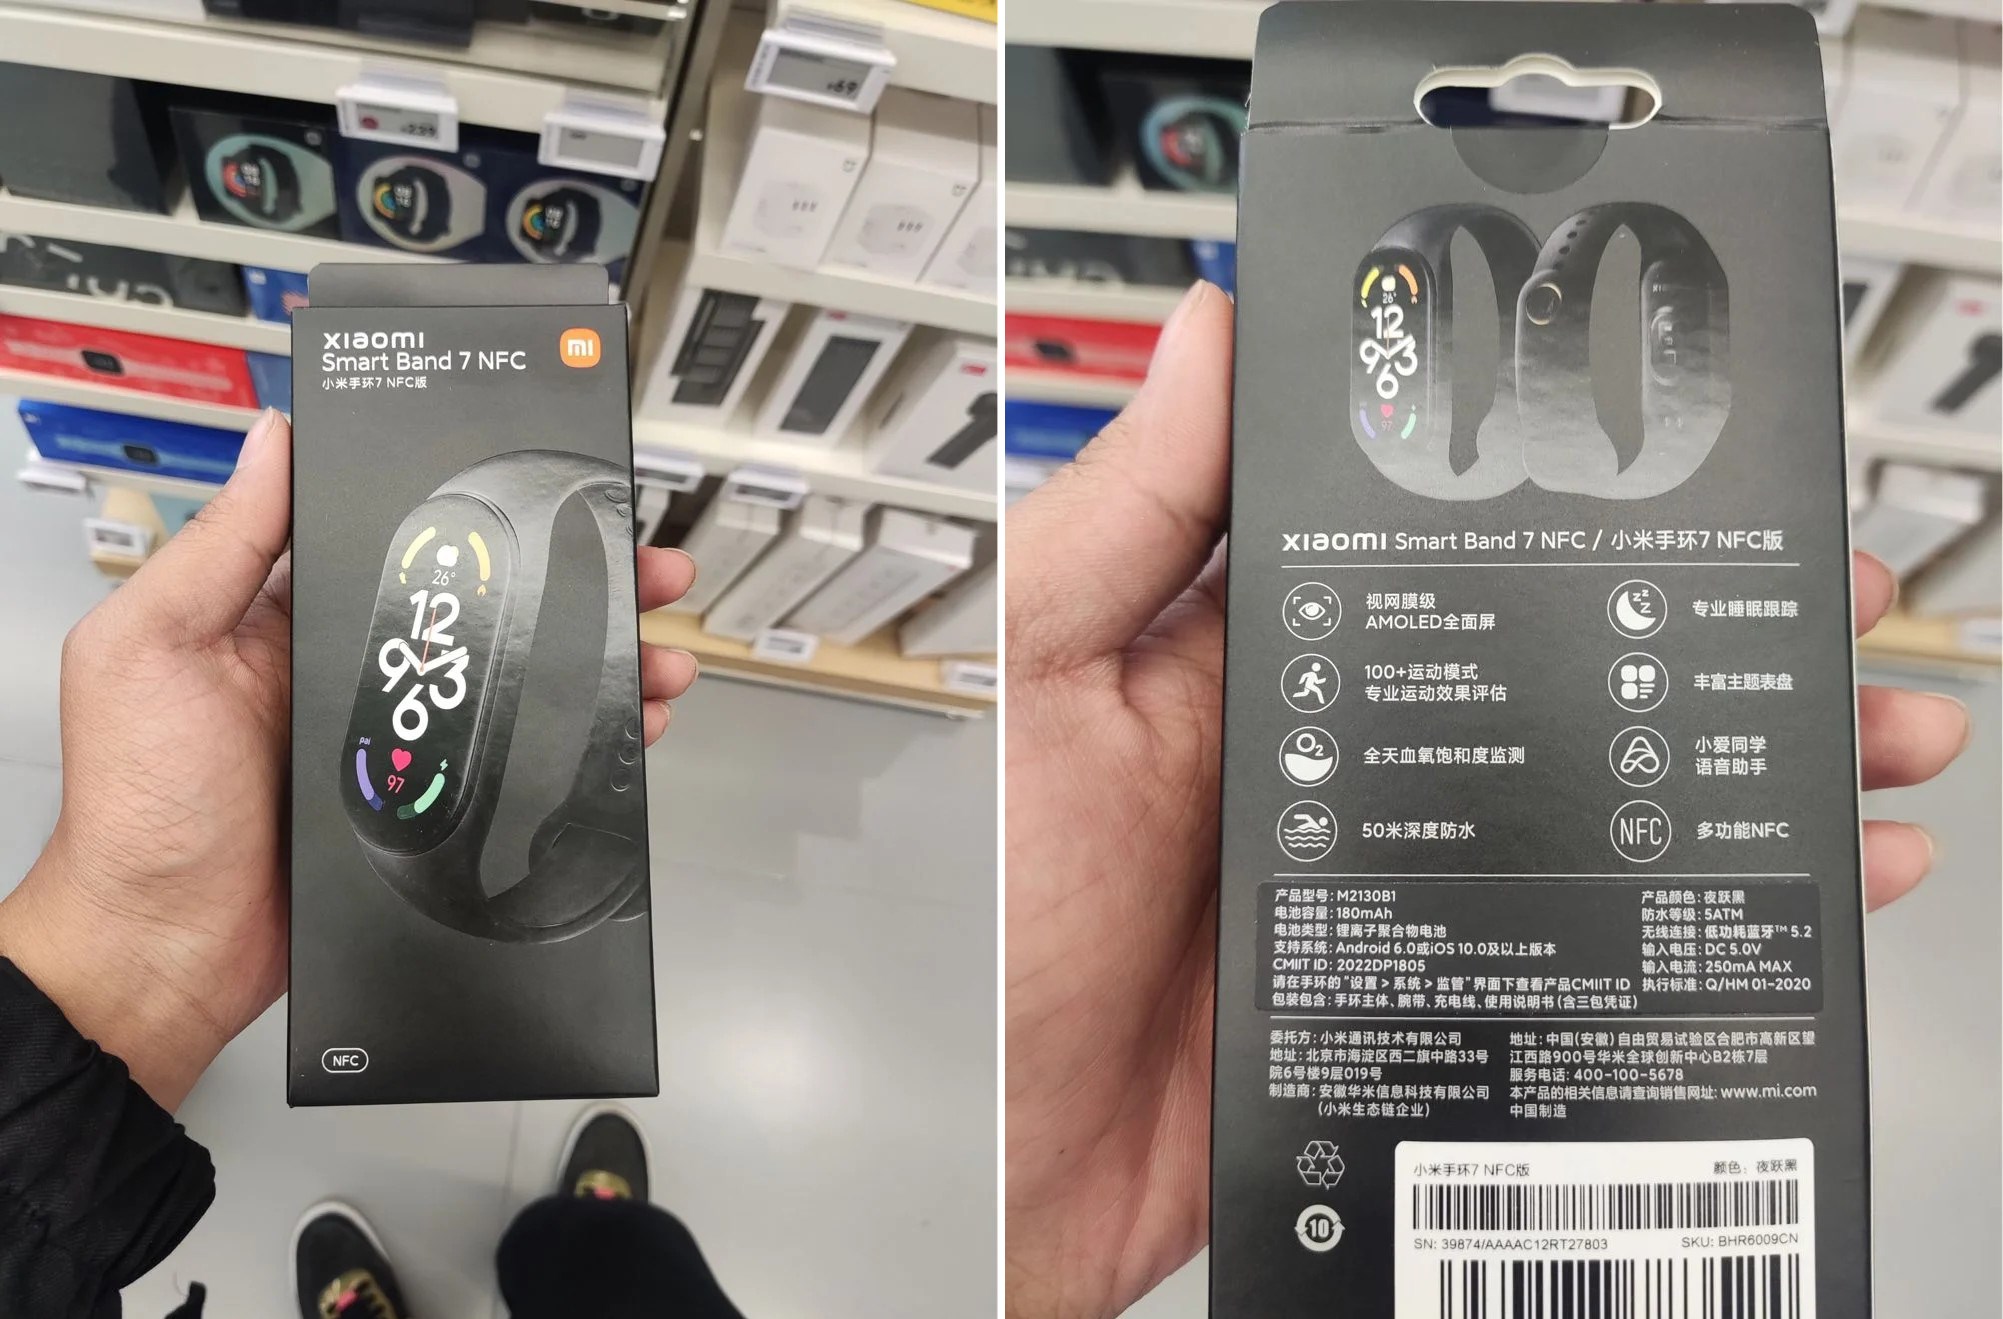 ¥69
¥229
xiaomi
Smart Band 7 NFC
小米手环7 NFC版
mi
26°
12
9 3
6
PAI
97
NFC
26°
12
9 3
6
97
xiaomi Smart Band 7 NFC / 小米手环7 NFC版
视网膜级
AMOLED全面屏
专业睡眠跟踪
100+运动模式
专业运动效果评估
丰富主题表盘
O2
全天血氧饱和度监测
小爱同学
语音助手
50米深度防水
NFC
多功能NFC
产品型号: M2130B1
电池容量: 180mAh
电池类型: 锂离子聚合物电池
支持系统: Android 6.0或iOS 10.0及以上版本
CMIIT ID: 2022DP1805
请在手环的"设置 > 系统 > 监管"界面下查看产品CMIIT ID
包装包含: 手环主体、腕带、充电线、使用说明书 (含三包凭证)
产品颜色: 夜跃黑
防水等级: 5ATM
无线连接: 低功耗蓝牙™ 5.2
输入电压: DC 5.0V
输入电流: 250mA MAX
执行标准: Q/HM 01-2020
委托方: 小米通讯技术有限公司
地址: 北京市海淀区西二旗中路33号
院6号楼9层019号
制造商: 安徽华米信息科技有限公司
(小米生态链企业)
地址: 中国(安徽)自由贸易试验区合肥市高新区望
江西路900号华米全球创新中心B2栋7层
服务电话: 400-100-5678
本产品的相关信息请查询销售网址: www.mi.com
中国制造
10
小米手环7 NFC版
颜色: 夜跃黑
SN: 39874/AAAAC12RT27803
SKU: BHR6009CN